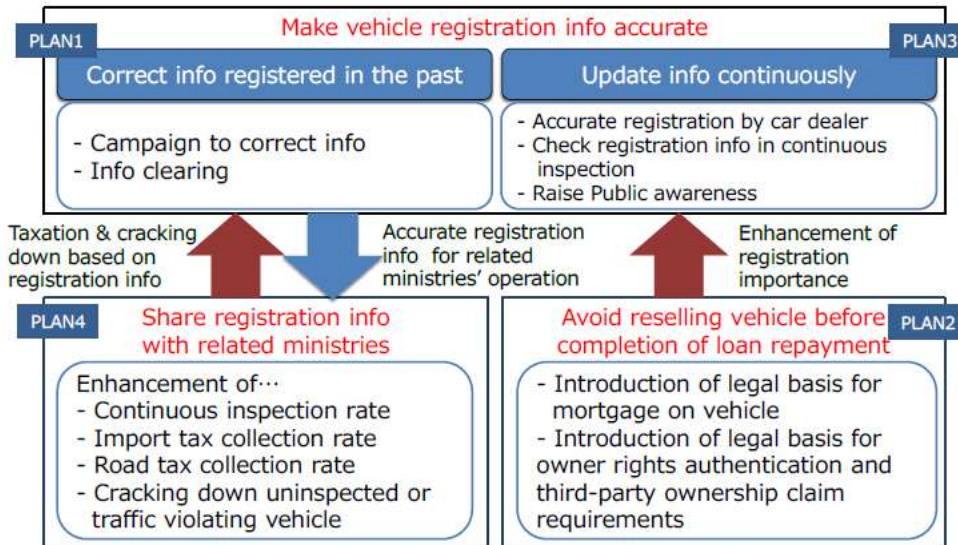 Make vehicle registration info accurate
PLAN1
PLAN3
Correct info registered in the past
- Campaign to correct info
- Info clearing
Update info continuously
- Accurate registration by car dealer
- Check registration info in continuous
inspection
- Raise Public awareness
Taxation & cracking
down based on
registration info
Accurate registration
info for related
ministries' operation
Enhancement of
registration
importance
PLAN4
Share registration info
with related ministries
Enhancement of…
- Continuous inspection rate
- Import tax collection rate
- Road tax collection rate
- Cracking down uninspected or
traffic violating vehicle
PLAN2
Avoid reselling vehicle before
completion of loan repayment
- Introduction of legal basis for
mortgage on vehicle
- Introduction of legal basis for
owner rights authentication and
third-party ownership claim
requirements